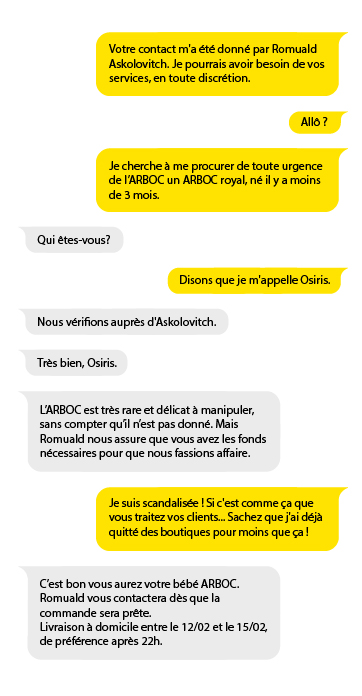 Votre contact m'a été donné par Romuald
Askolovitch. Je pourrais avoir besoin de vos
services, en toute discrétion.
Allô ?
Je cherche à me procurer de toute urgence
de l'ARBOC un ARBOC royal, né il y a moins
de 3 mois.
Qui êtes-vous?
Disons que je m'appelle Osiris.
Nous vérifions auprès d'Askolovitch.
Très bien, Osiris.
L'ARBOC est très rare et délicat à manipuler,
sans compter qu'il n'est pas donné. Mais
Romuald nous assure que vous avez les fonds
nécessaires pour que nous fassions affaire.
Je suis scandalisée ! Si c'est comme ça que
vous traitez vos clients... Sachez que j'ai déjà
quitté des boutiques pour moins que ça !
C'est bon vous aurez votre bébé ARBOC.
Romuald vous contactera dès que la
commande sera prête.
Livraison à domicile entre le 12/02 et le 15/02,
de préférence après 22h.